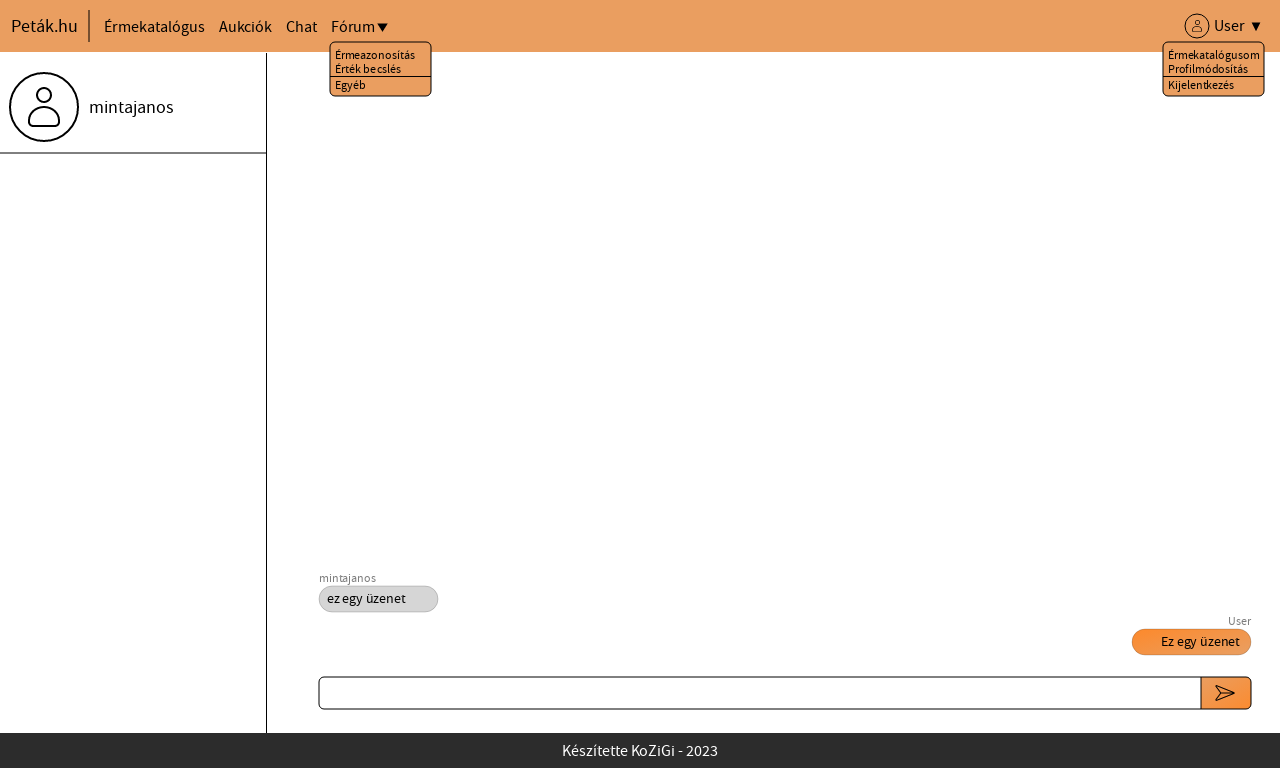 Peták.hu Érmekatalógus Aukciók Chat Fórum▼ User ▼
Érmeazonosítás
Érték becslés
Egyéb
Érmekatalógusom
Profilmódosítás
Kijelentkezés
mintajanos
mintajanos
ez egy üzenet
User
Ez egy üzenet
Készítette KoZiGi - 2023